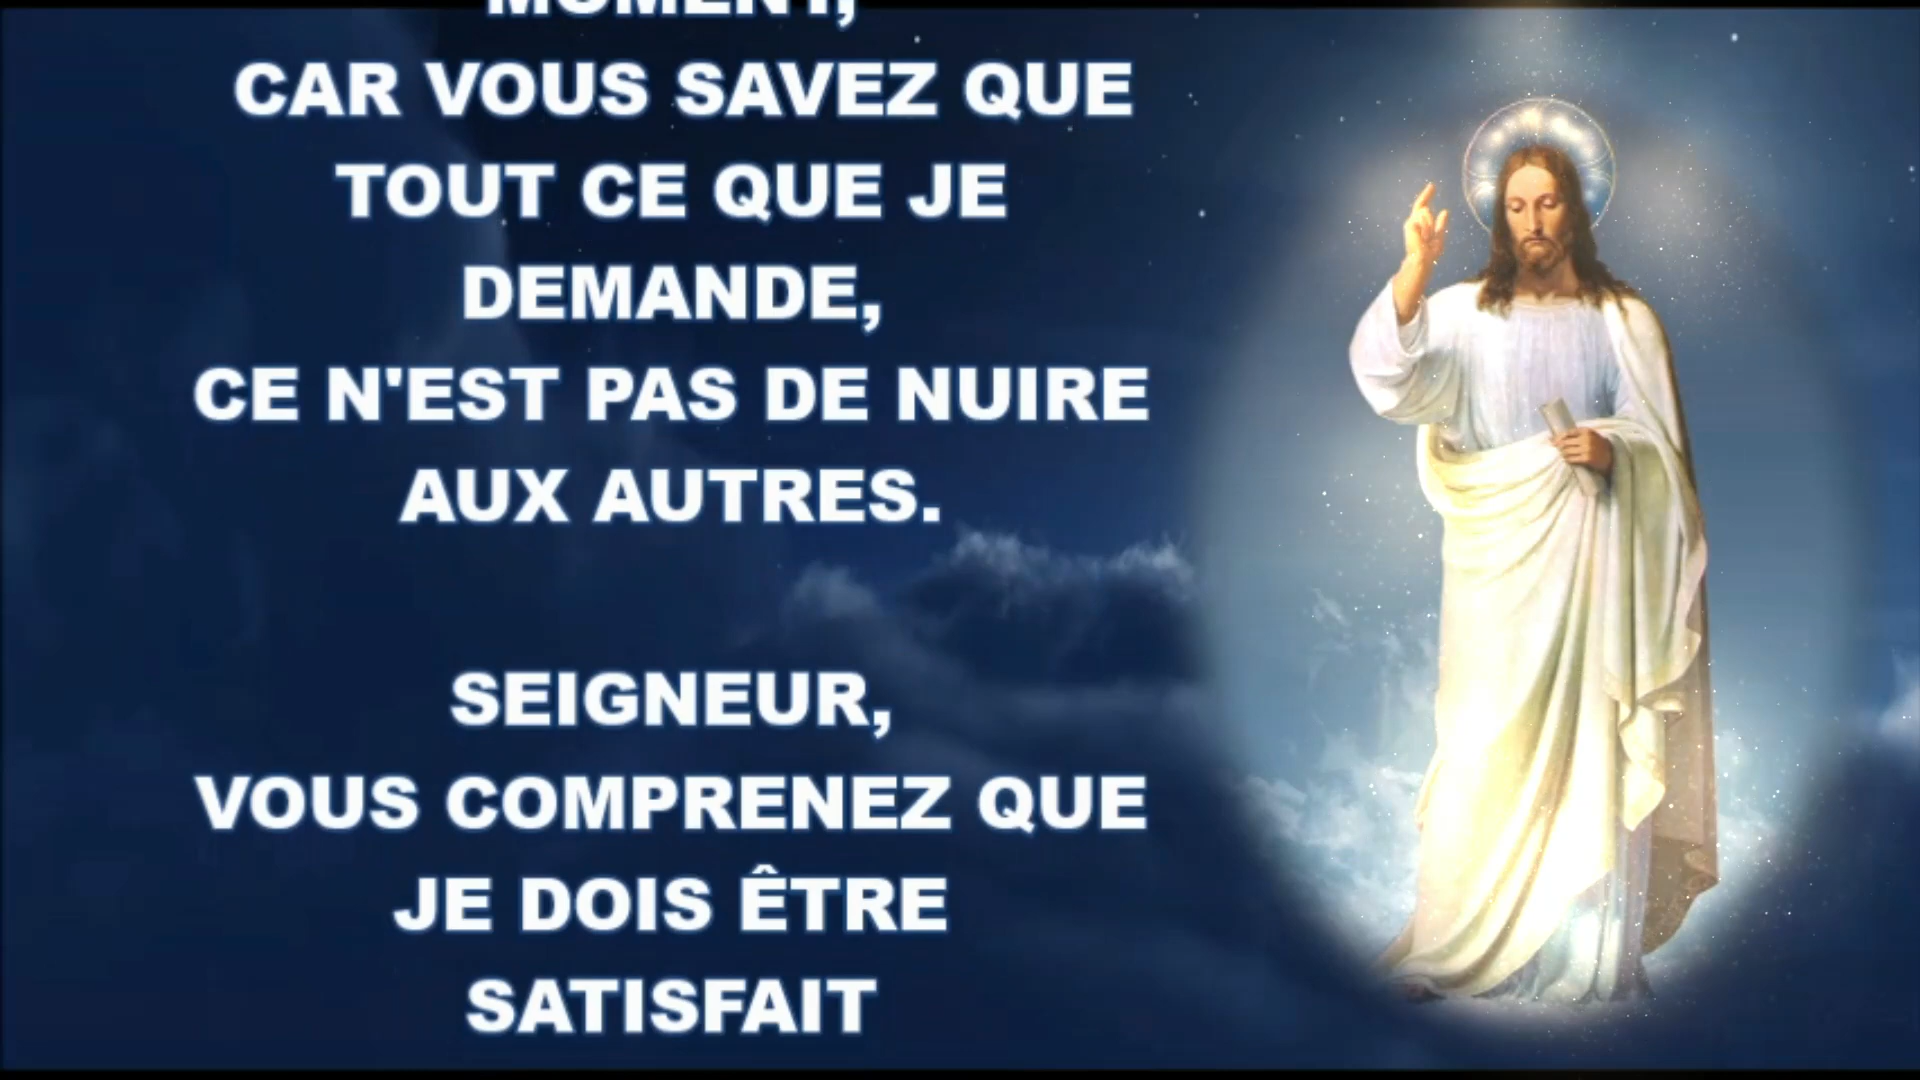 MOMENT,
CAR VOUS SAVEZ QUE
TOUT CE QUE JE
DEMANDE,
CE N'EST PAS DE NUIRE
AUX AUTRES.
SEIGNEUR,
VOUS COMPRENEZ QUE
JE DOIS ÊTRE
SATISFAIT